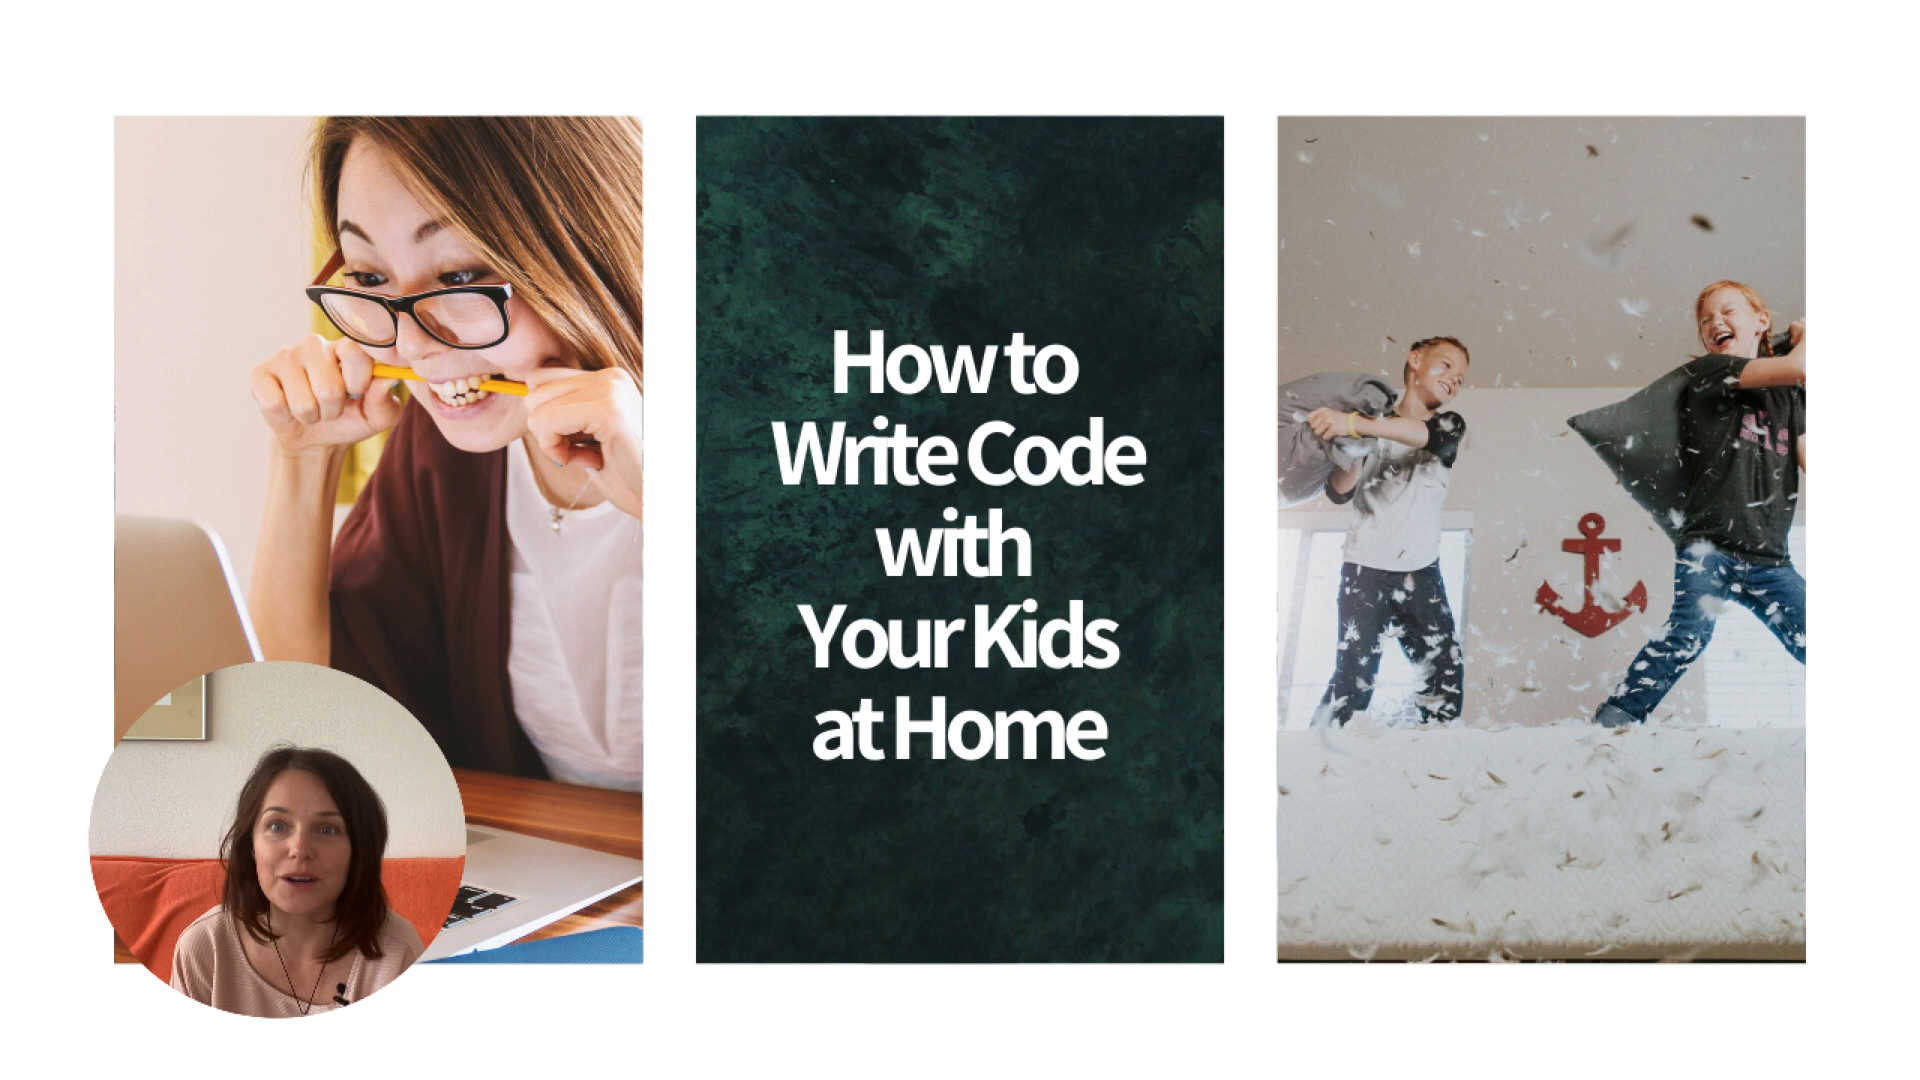 How to
Write Code
with
Your Kids
at Home